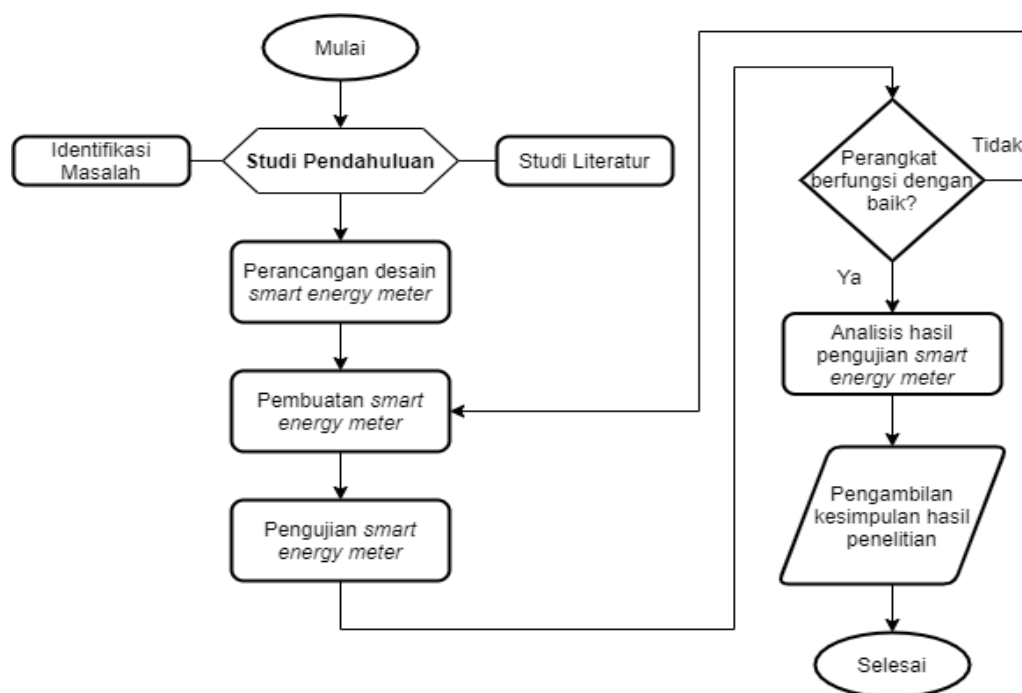 Mulai
Identifikasi
Masalah
Studi Pendahuluan
Studi Literatur
Perancangan desain
smart energy meter
Pembuatan smart
energy meter
Pengujian smart
energy meter
Perangkat
berfungsi dengan
baik?
Tidak
Ya
Analisis hasil
pengujian smart
energy meter
Pengambilan
kesimpulan hasil
penelitian
Selesai